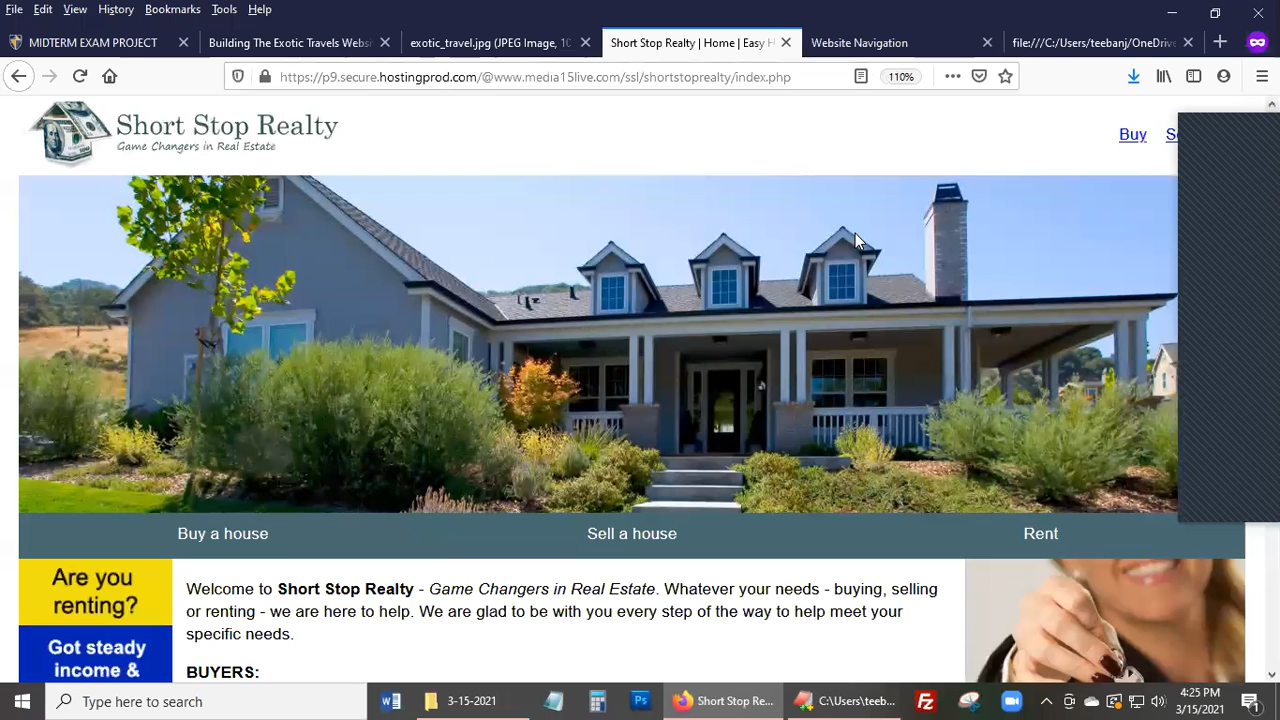 File Edit View History Bookmarks Tools Help
MIDTERM EXAM PROJECT
Building The Exotic Travels Webs
exotic_travel.jpg (JPEG Image, 10
Short Stop Realty | Home | Easy H
Website Navigation
file:///C:/Users/teebanj/OneDrive
https://p9.secure.hostingprod.com/@www.media15live.com/ssl/shortstoprealty/index.php
110%
Short Stop Realty
Game Changers in Real Estate
Buy
Buy a house
Sell a house
Rent
Are you
renting?
Got steady
income &
Welcome to Short Stop Realty - Game Changers in Real Estate. Whatever your needs - buying, selling
or renting - we are here to help. We are glad to be with you every step of the way to help meet your
specific needs.
BUYERS:
Type here to search
3-15-2021
Short Stop Re...
C:\Users\teeb...
4:25 PM
3/15/2021